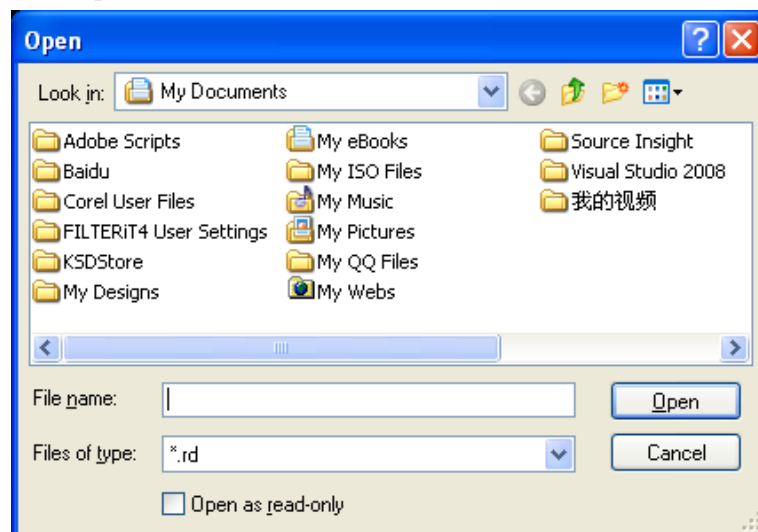 Open
Look in: My Documents
Adobe Scripts My eBooks Source Insight
Baidu My ISO Files Visual Studio 2008
Corel User Files My Music 我的视频
FILTERiT4 User Settings My Pictures
KSDStore My QQ Files
My Designs My Webs
File name: Open
Files of type: *.rd Cancel
Open as read-only